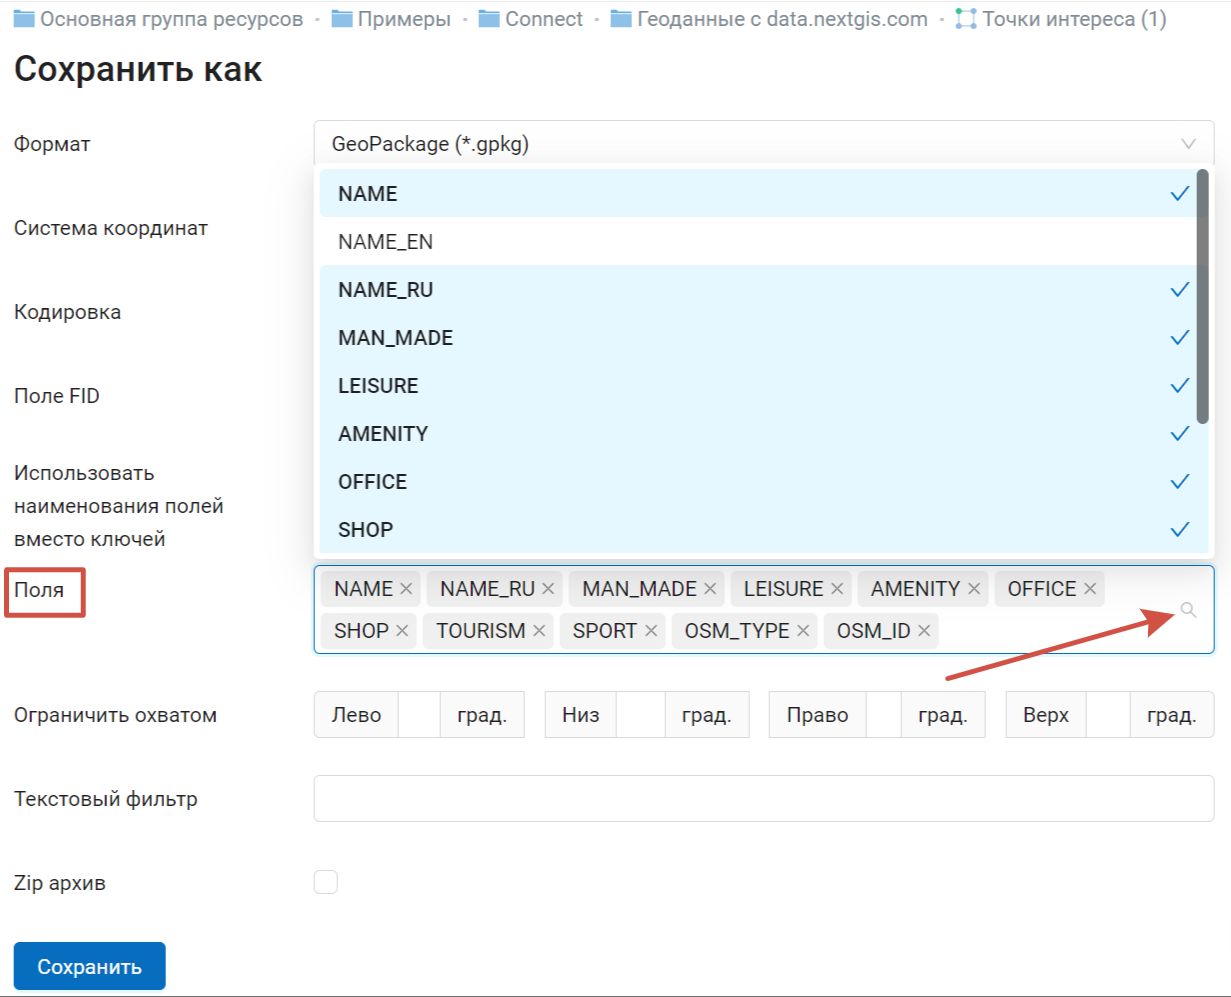 Основная группа ресурсов · Примеры · Connect · Геоданные с data.nextgis.com · Точки интереса (1)
Сохранить как
Формат
GeoPackage (*.gpkg)
NAME
Система координат
NAME_EN
NAME_RU
Кодировка
MAN_MADE
LEISURE
Поле FID
AMENITY
Использовать
наименования полей
вместо ключей
OFFICE
SHOP
Поля
NAME × NAME_RU × MAN_MADE × LEISURE × AMENITY × OFFICE ×
SHOP × TOURISM × SPORT × OSM_TYPE × OSM_ID ×
Ограничить охватом
Лево град. Низ град. Право град. Верх град.
Текстовый фильтр
Zip архив
Сохранить